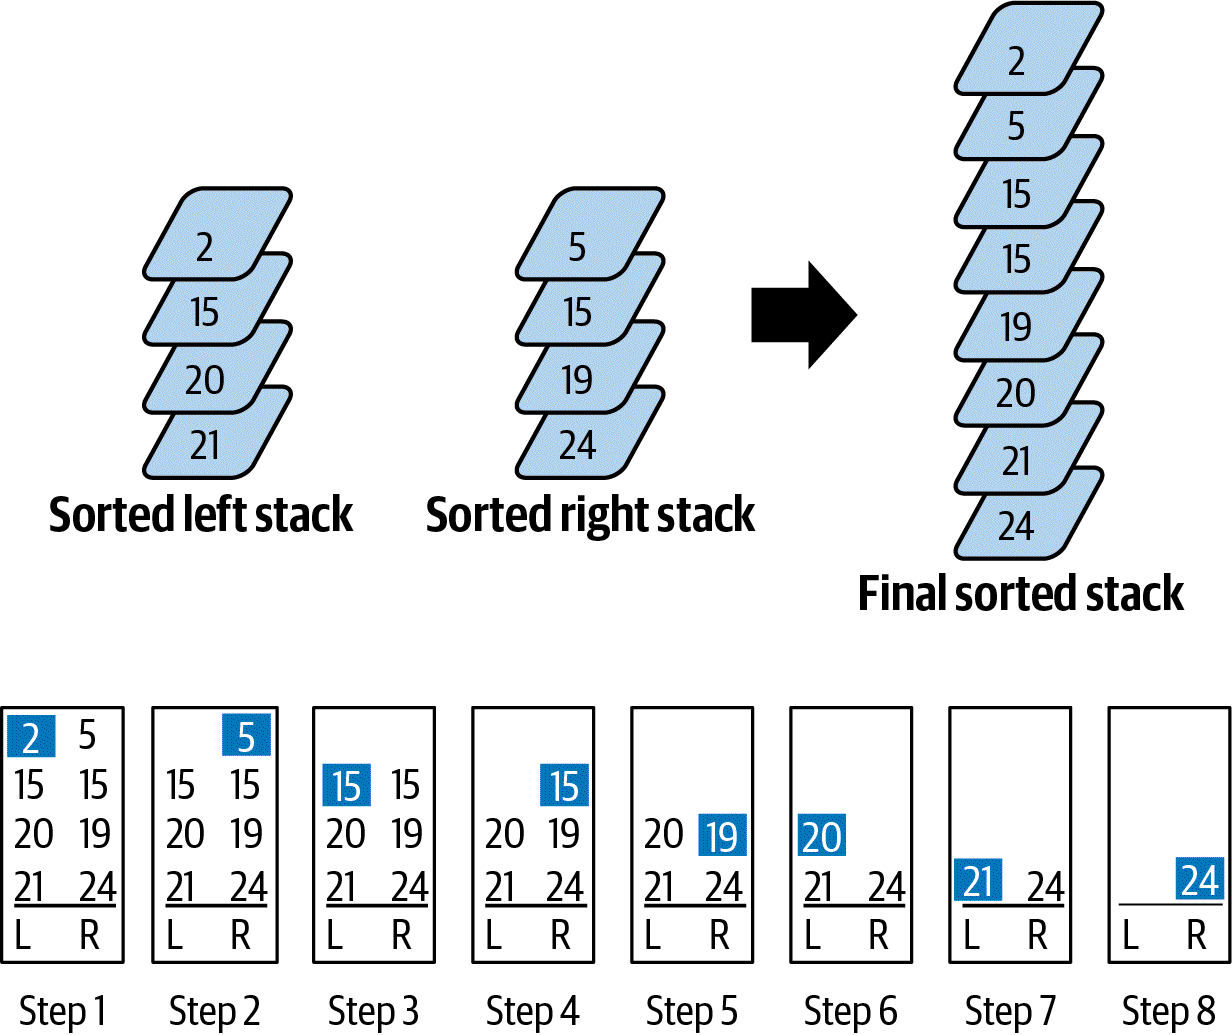 2
15
20
21
Sorted left stack
5
15
19
24
Sorted right stack
2
5
15
15
19
20
21
24
Final sorted stack
2 5
15 15
20 19
21 24
L R
Step 1
5
15 15
20 19
21 24
L R
Step 2
15 15
20 19
21 24
L R
Step 3
15
20 19
21 24
L R
Step 4
20 19
21 24
L R
Step 5
20
21 24
L R
Step 6
21 24
L R
Step 7
24
L R
Step 8